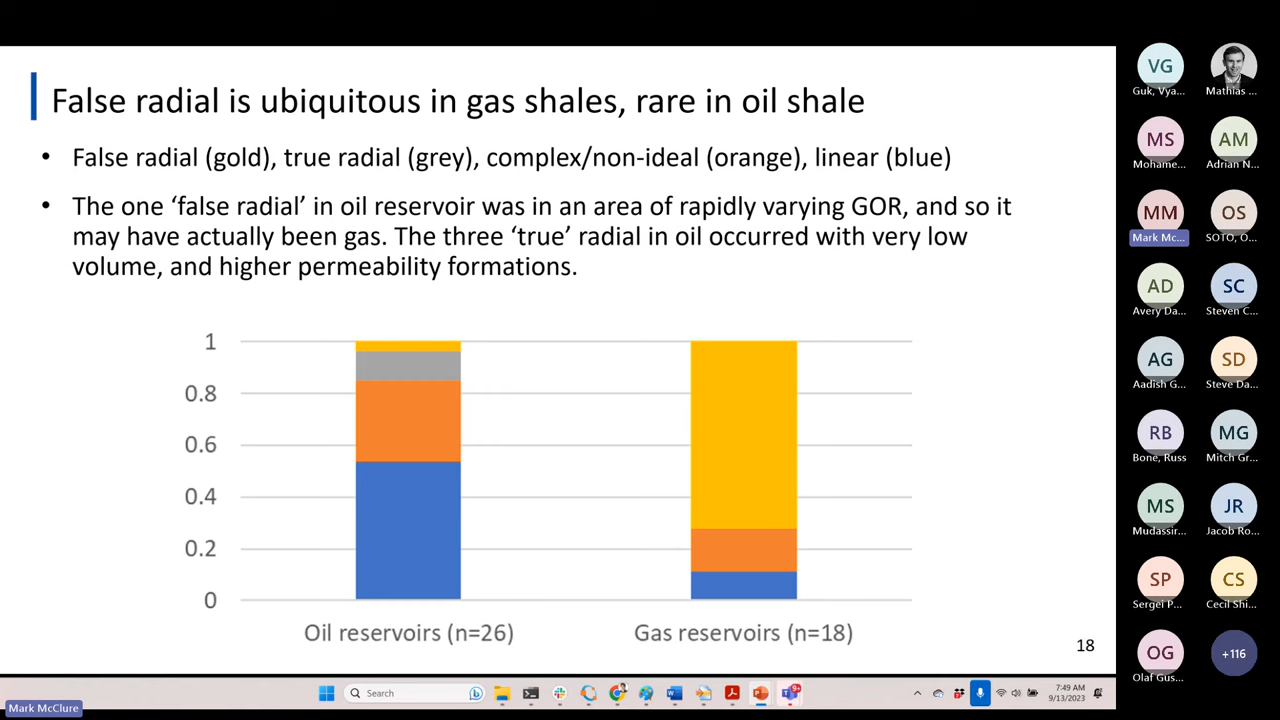 False radial is ubiquitous in gas shales, rare in oil shale
• False radial (gold), true radial (grey), complex/non-ideal (orange), linear (blue)
• The one ‘false radial’ in oil reservoir was in an area of rapidly varying GOR, and so it
may have actually been gas. The three ‘true’ radial in oil occurred with very low
volume, and higher permeability formations.
1
0.8
0.6
0.4
0.2
0
Oil reservoirs (n=26) Gas reservoirs (n=18)
18
VG
Guk, Vya... Mathias ...
MS AM
Mohame... Adrian N...
MM OS
Mark Mc... SOTO, O...
AD SC
Avery Da... Steven C...
AG SD
Aadish G... Steve Da...
RB MG
Bone, Russ Mitch Gr...
MS JR
Mudassir... Jacob Ro...
SP CS
Sergei P... Cecil Shi...
OG +116
Olaf Gus...
Search
9+
7:49 AM
9/13/2023
Mark McClure